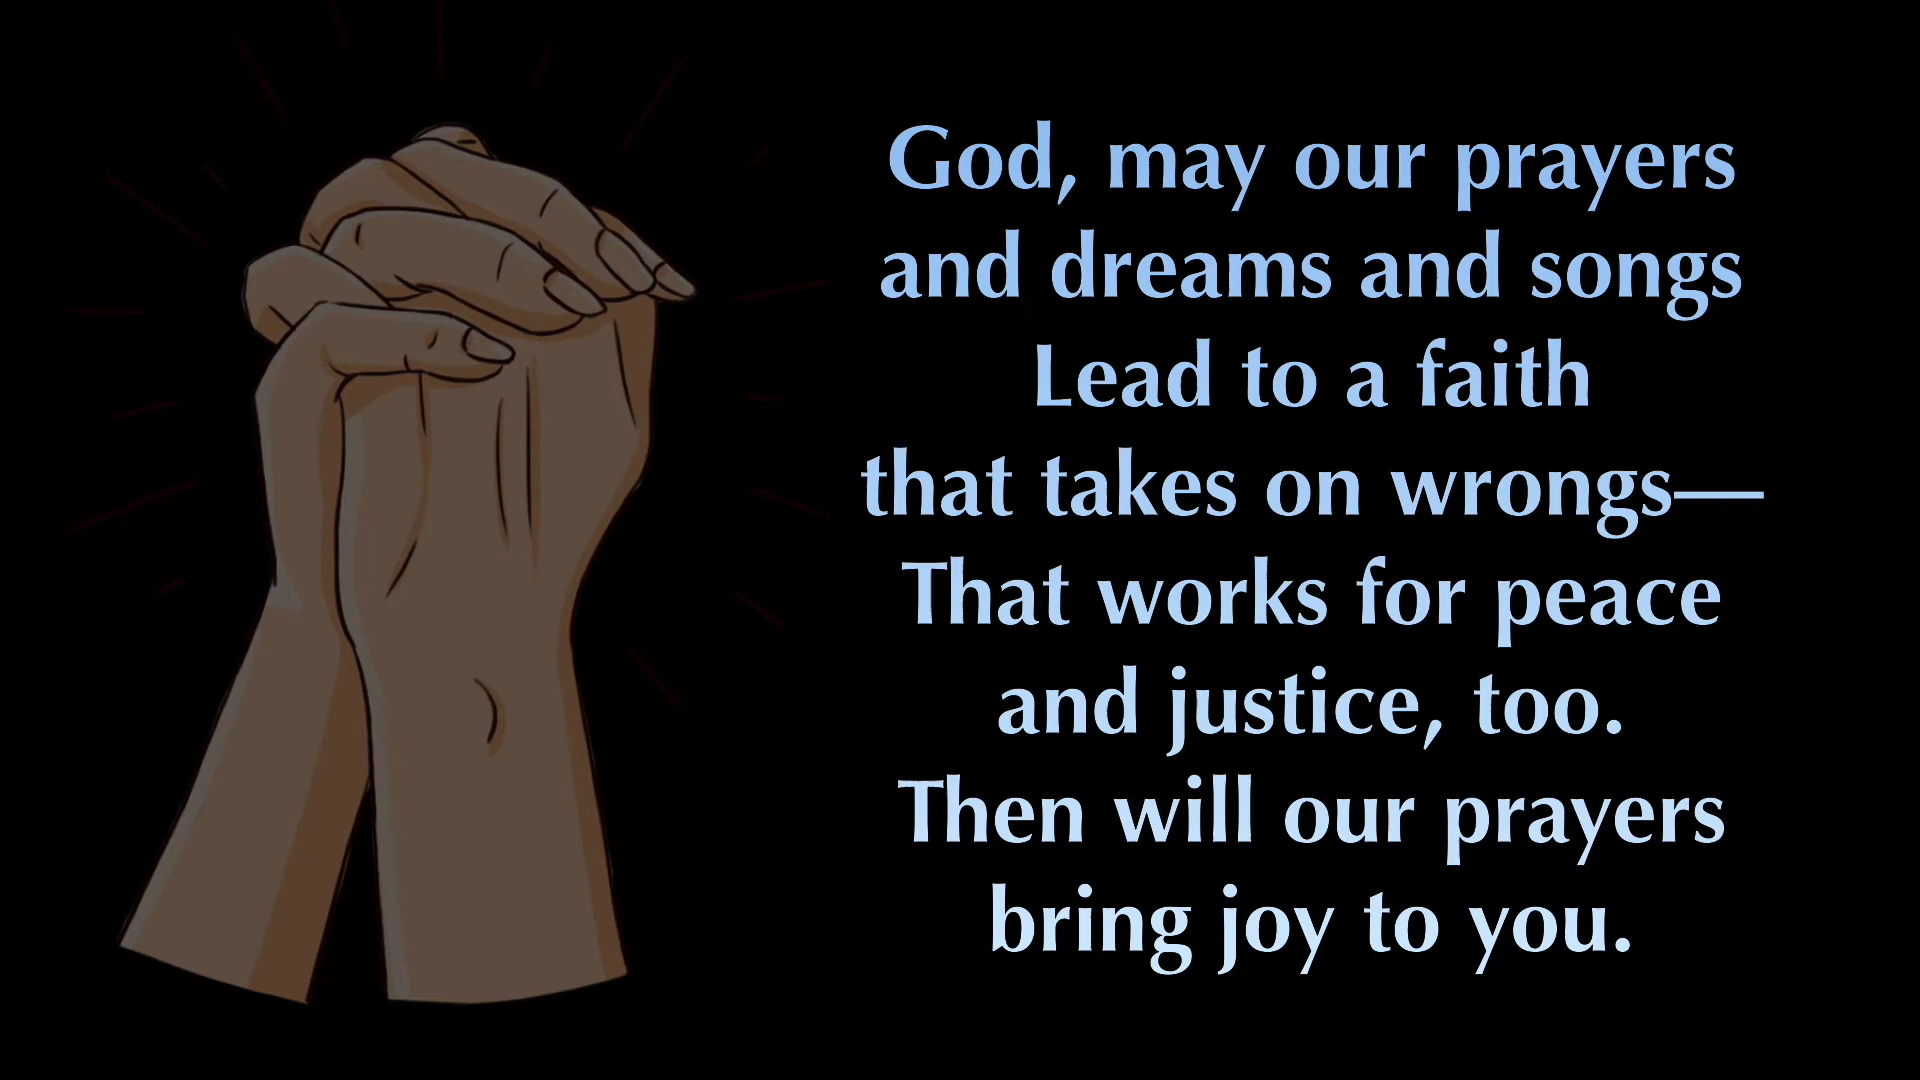 God, may our prayers
and dreams and songs
Lead to a faith
that takes on wrongs—
That works for peace
and justice, too.
Then will our prayers
bring joy to you.